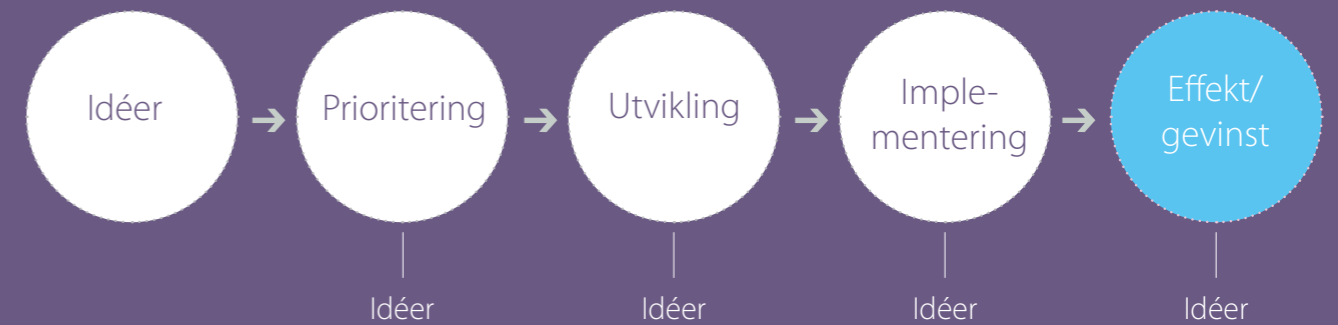 Idéer
Prioritering
Utvikling
Imple-
mentering
Effekt/
gevinst
Idéer
Idéer
Idéer
Idéer